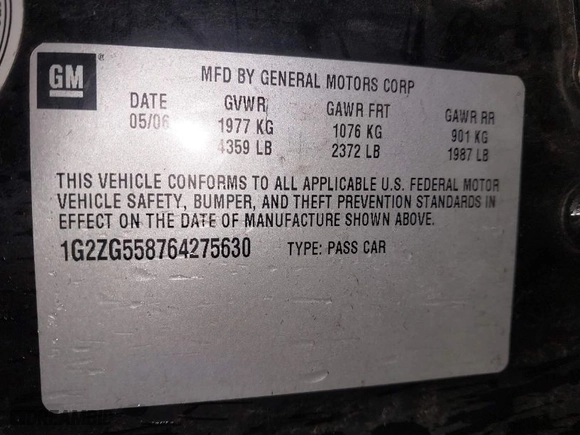 GM
MFD BY GENERAL MOTORS CORP
DATE GVWR GAWR FRT GAWR RR
05/06 1977 KG 1076 KG 901 KG
4359 LB 2372 LB 1987 LB
THIS VEHICLE CONFORMS TO ALL APPLICABLE U.S. FEDERAL MOTOR
VEHICLE SAFETY, BUMPER, AND THEFT PREVENTION STANDARDS IN
EFFECT ON THE DATE OF MANUFACTURE SHOWN ABOVE.
1G2ZG558764275630 TYPE: PASS CAR